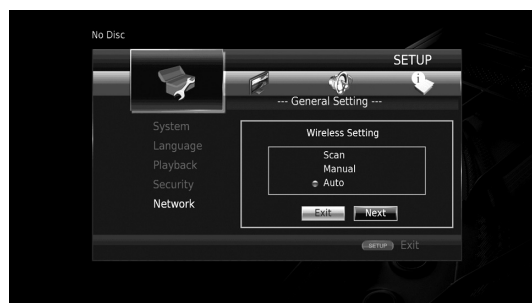 No Disc
SETUP
--- General Setting ---
System
Language
Playback
Security
Network
Wireless Setting
Scan
Manual
Auto
Exit Next
SETUP Exit